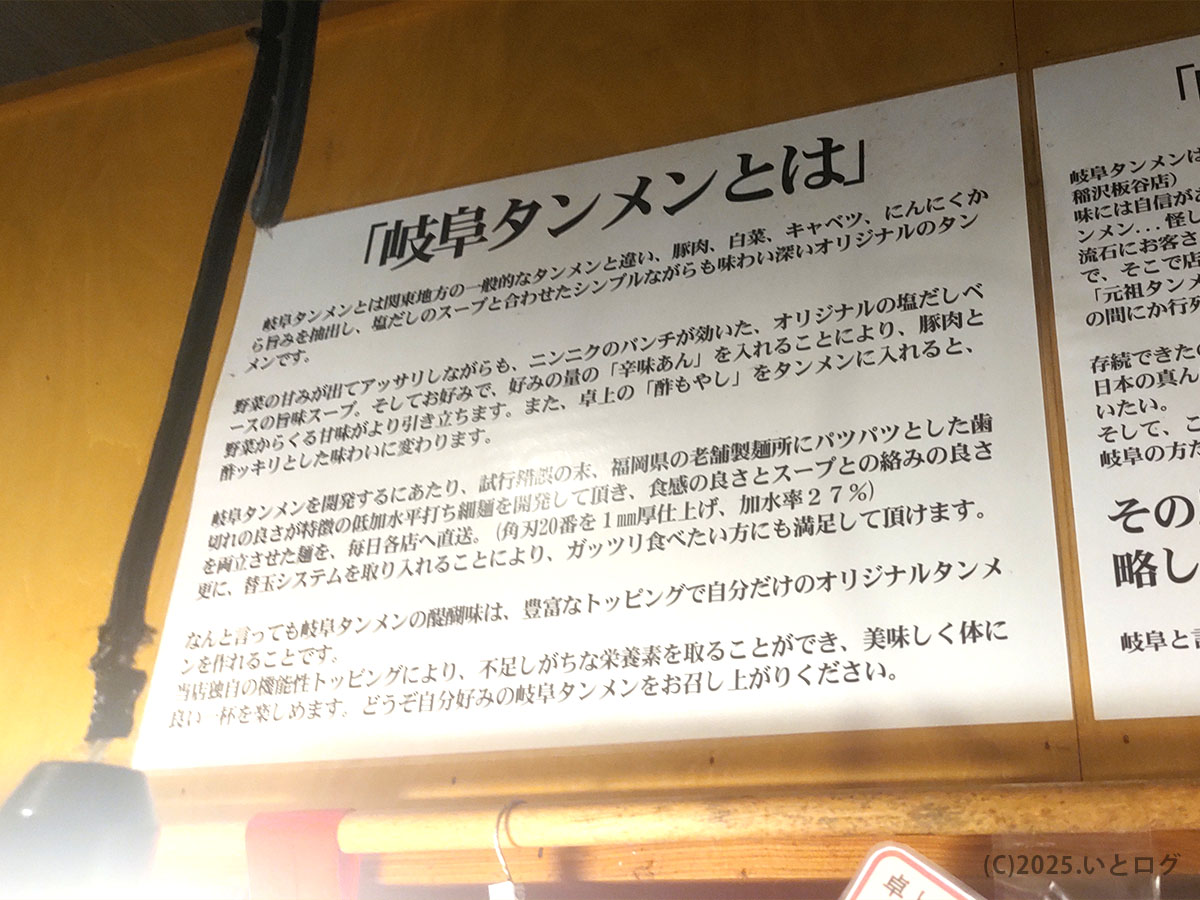 「岐阜タンメンとは」
岐阜タンメンとは関東地方の一般的なタンメンと違い、豚肉、白菜、キャベツ、にんにくか
ら旨みを抽出し、塩だしのスープと合わせたシンプルながらも味わい深いオリジナルのタン
メンです。
野菜の甘みが出てアッサリしながらも、ニンニクのパンチが効いた、オリジナルの塩だしベ
ースの旨味スープ。そしてお好みで、好みの量の「辛味あん」を入れることにより、豚肉と
野菜からくる甘味がより引き立ちます。また、卓上の「酢もやし」をタンメンに入れると、
酢ッキリとした味わいに変わります。
岐阜タンメンを開発するにあたり、試行錯誤の末、福岡県の老舗製麺所にパツパツとした歯
切れの良さが特徴の低加水平打ち細麺を開発して頂き、食感の良さとスープとの絡みの良さ
を両立させた麺を、毎日各店へ直送。(角刃20番を１㎜厚仕上げ、加水率２７％)
更に、替玉システムを取り入れることにより、ガッツリ食べたい方にも満足して頂けます。
なんと言っても岐阜タンメンの醍醐味は、豊富なトッピングで自分だけのオリジナルタンメ
ンを作れることです。
当店独自の機能性トッピングにより、不足しがちな栄養素を取ることができ、美味しく体に
良い一杯を楽しめます。どうぞ自分好みの岐阜タンメンをお召し上がりください。
「
岐阜タンメンは
稲沢板谷店）
味には自信が
ンメン...怪し
流石にお客さ
で、そこで店
「元祖タンメ
の間にか行列
存続できたの
日本の真ん
いたい。
そして、こ
岐阜の方だ
その
略し
岐阜と言
卓上
(C)2025.いとログ